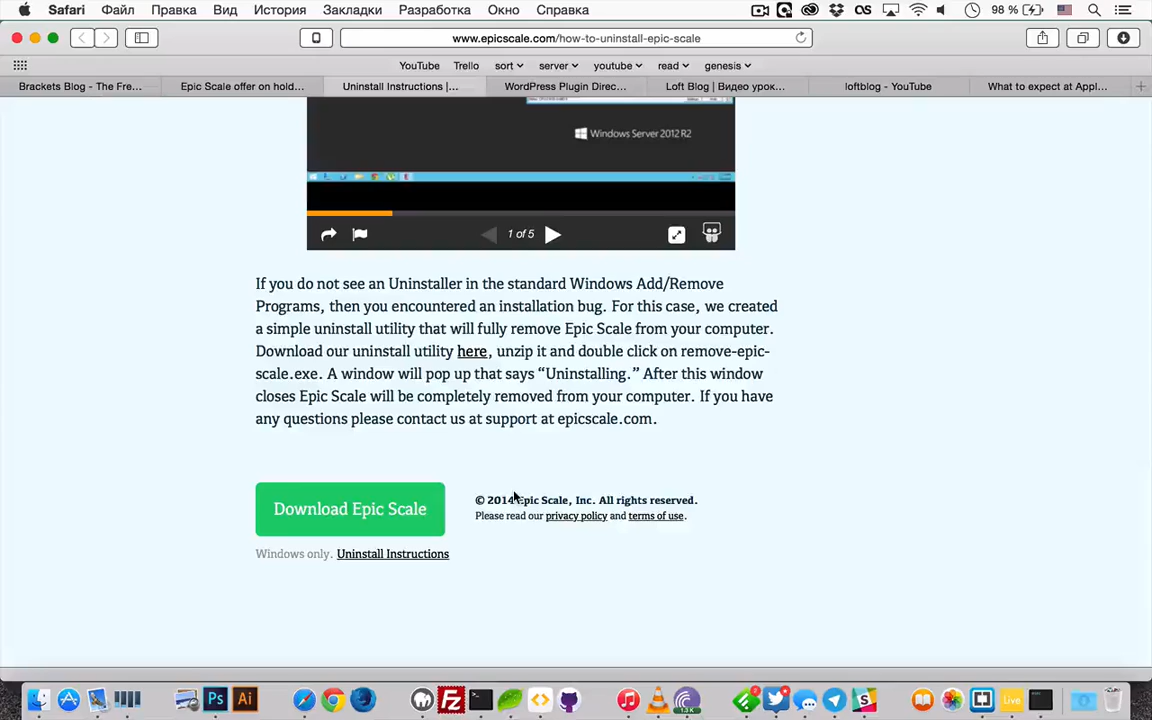 Safari Файл Правка Вид История Закладки Разработка Окно Справка 98 %
www.epicscale.com/how-to-uninstall-epic-scale
YouTube Trello sort server youtube read genesis
Brackets Blog - The Fre... Epic Scale offer on hold... Uninstall Instructions |... WordPress Plugin Direc... Loft Blog | Видео урок... loftblog - YouTube What to expect at Appl...
Windows Server 2012 R2
1 of 5
If you do not see an Uninstaller in the standard Windows Add/Remove
Programs, then you encountered an installation bug. For this case, we created
a simple uninstall utility that will fully remove Epic Scale from your computer.
Download our uninstall utility here, unzip it and double click on remove-epic-
scale.exe. A window will pop up that says “Uninstalling.” After this window
closes Epic Scale will be completely removed from your computer. If you have
any questions please contact us at support at epicscale.com.
Download Epic Scale
© 2014 Epic Scale, Inc. All rights reserved.
Please read our privacy policy and terms of use.
Windows only. Uninstall Instructions
Ps Ai Fz Live